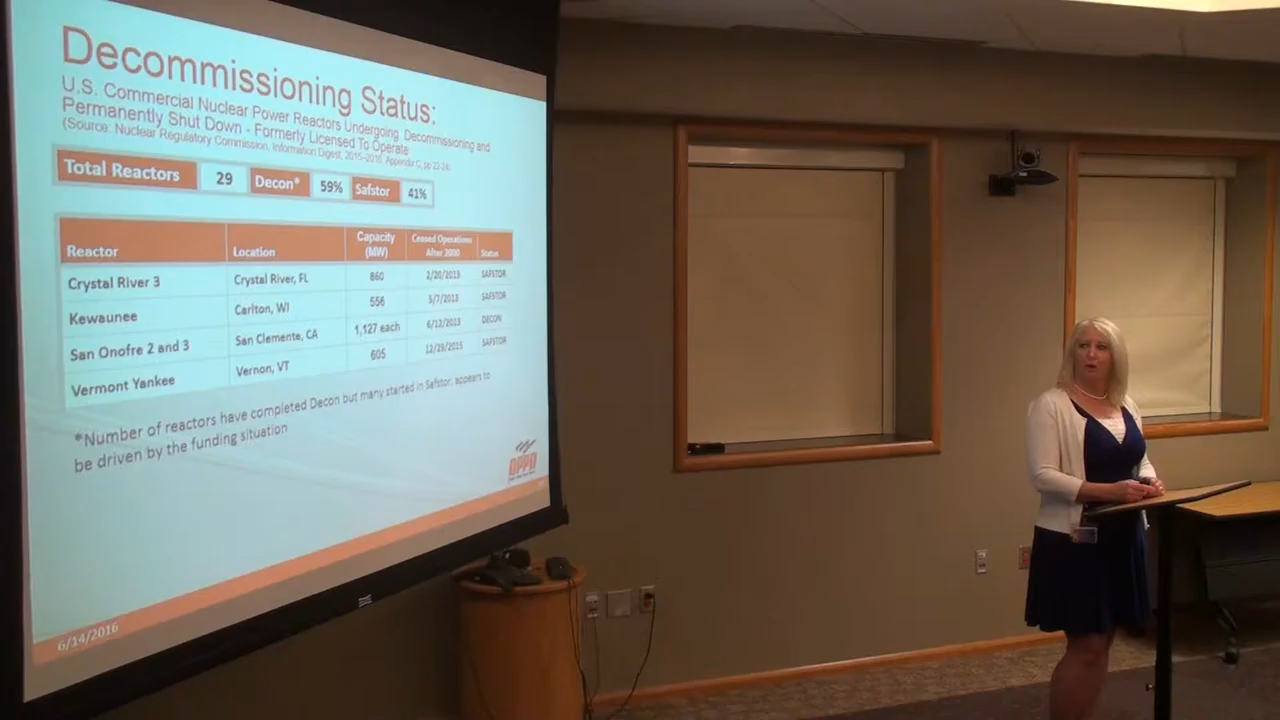 Decommissioning Status:
U.S. Commercial Nuclear Power Reactors Undergoing Decommissioning and
Permanently Shut Down - Formerly Licensed To Operate
(Source: Nuclear Regulatory Commission, Information Digest, 2015-2016, Appendix C, pp 22-24)
Total Reactors 29 Decon* 59% Safstor 41%
Reactor Location Capacity (MW) Ceased Operations After 2000 Status
Crystal River 3 Crystal River, FL 860 2/20/2013 SAFSTOR
Kewaunee Carlton, WI 556 5/7/2013 SAFSTOR
San Onofre 2 and 3 San Clemente, CA 1,127 each 6/12/2013 DECON
Vermont Yankee Vernon, VT 605 12/29/2015 SAFSTOR
*Number of reactors have completed Decon but many started in Safstor, appears to
be driven by the funding situation
OPPD
6/14/2016